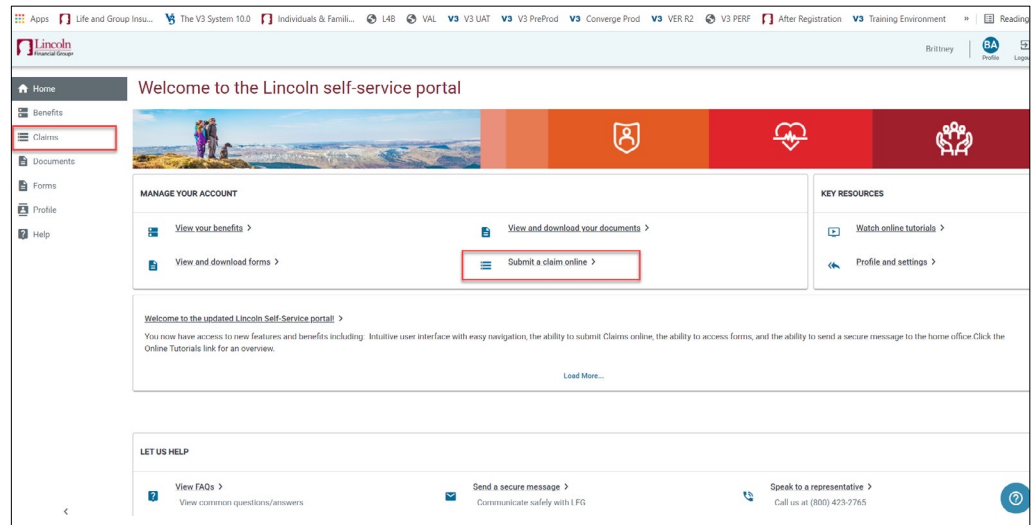 Apps Life and Group Insu... The V3 System 10.0 Individuals & Famili... L4B VAL V3 V3 UAT V3 V3 PreProd V3 Converge Prod V3 VER R2 V3 PERF After Registration V3 Training Environment » Reading
Lincoln
Financial Group®
Brittney
BA
Profile
Logou
Home
Benefits
Claims
Documents
Forms
Profile
Help
Welcome to the Lincoln self-service portal
MANAGE YOUR ACCOUNT
View your benefits >
View and download your documents >
View and download forms >
Submit a claim online >
KEY RESOURCES
Watch online tutorials >
Profile and settings >
Welcome to the updated Lincoln Self-Service portal! >
You now have access to new features and benefits including: Intuitive user interface with easy navigation, the ability to submit Claims online, the ability to access forms, and the ability to send a secure message to the home office.Click the
Online Tutorials link for an overview.
Load More...
LET US HELP
View FAQs >
View common questions/answers
Send a secure message >
Communicate safely with LFG
Speak to a representative >
Call us at (800) 423-2765